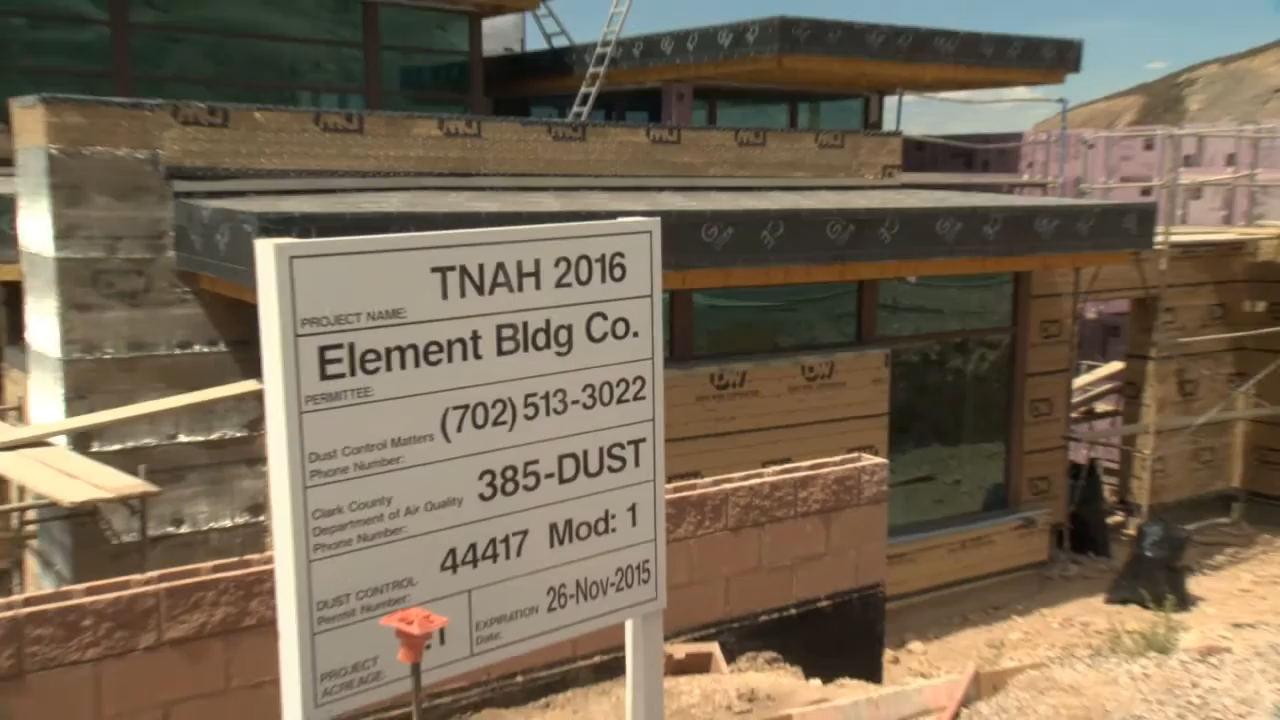 TNAH 2016
PROJECT NAME:
Element Bldg Co.
PERMITTEE:
(702) 513-3022
Dust Control Matters
Phone Number:
385-DUST
Clark County
Department of Air Quality
Phone Number:
44417 Mod: 1
DUST CONTROL
Permit Number:
.1
PROJECT
ACREAGE:
EXPIRATION
Date:
26-Nov-2015